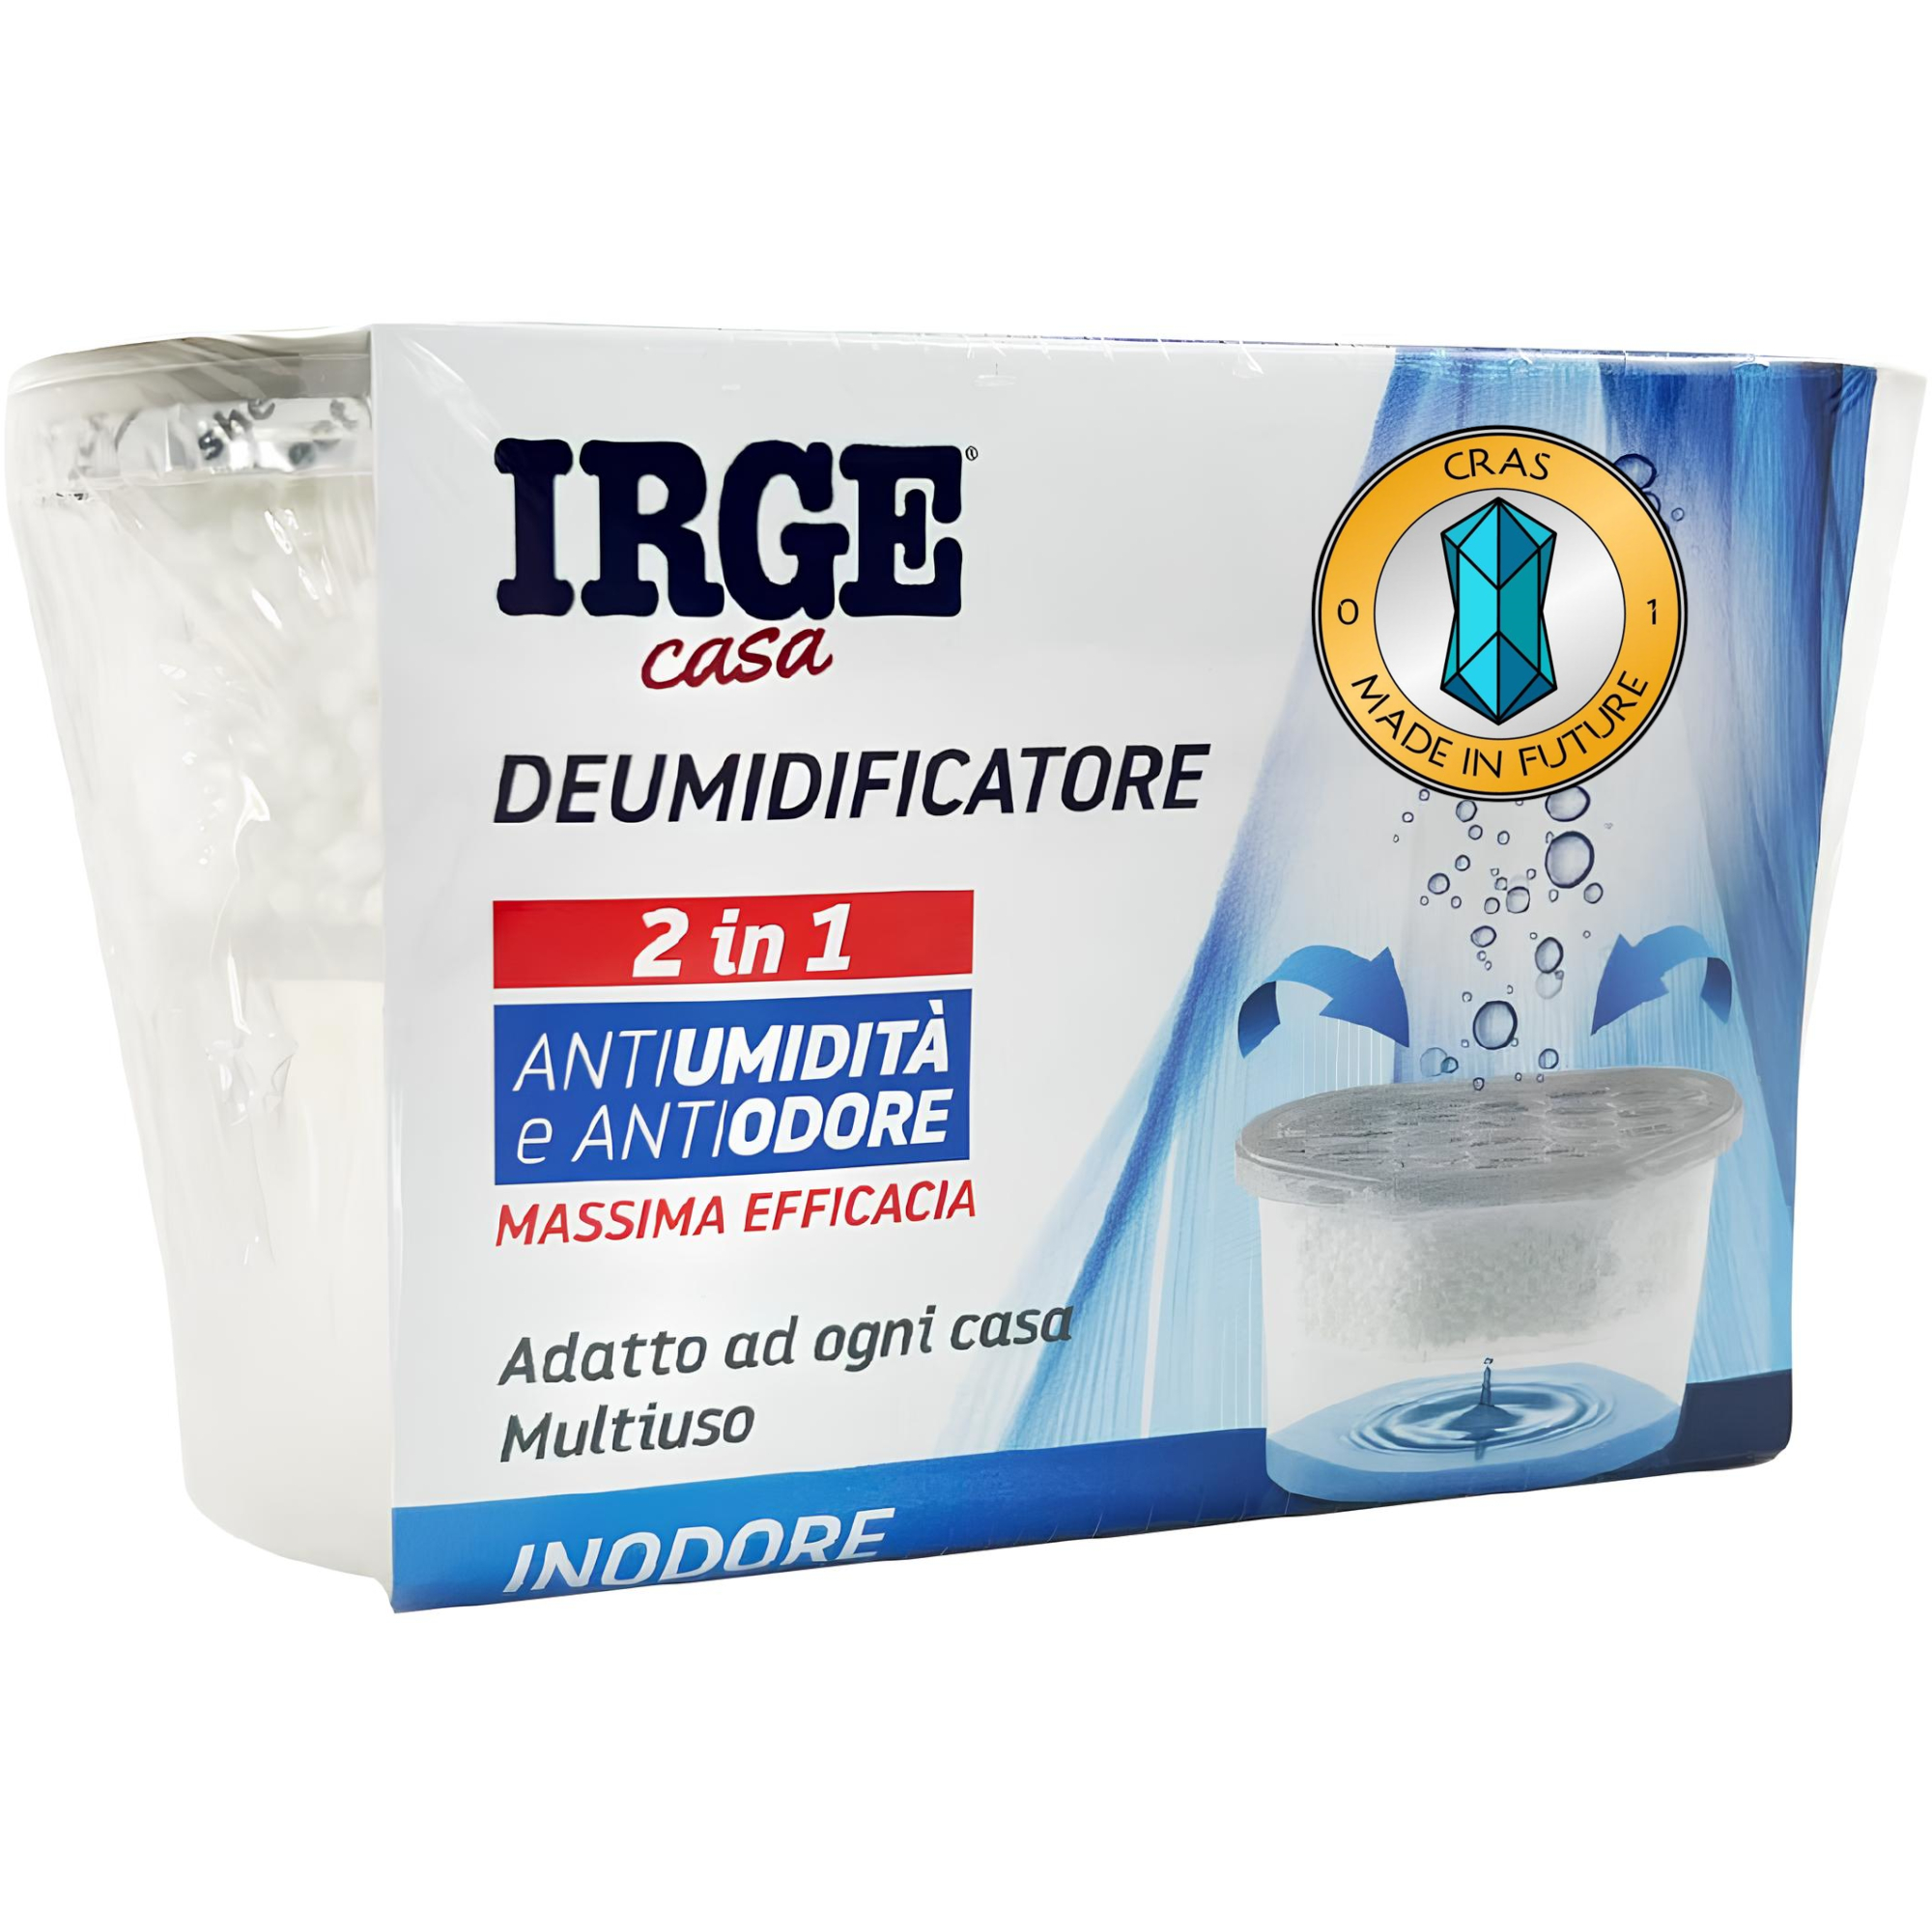 IRGE
casa
DEUMIDIFICATORE
2 in 1
ANTIUMIDITÀ
e ANTIODORE
MASSIMA EFFICACIA
Adatto ad ogni casa
Multiuso
INODORE
CRAS
0 1
MADE IN FUTURE
she